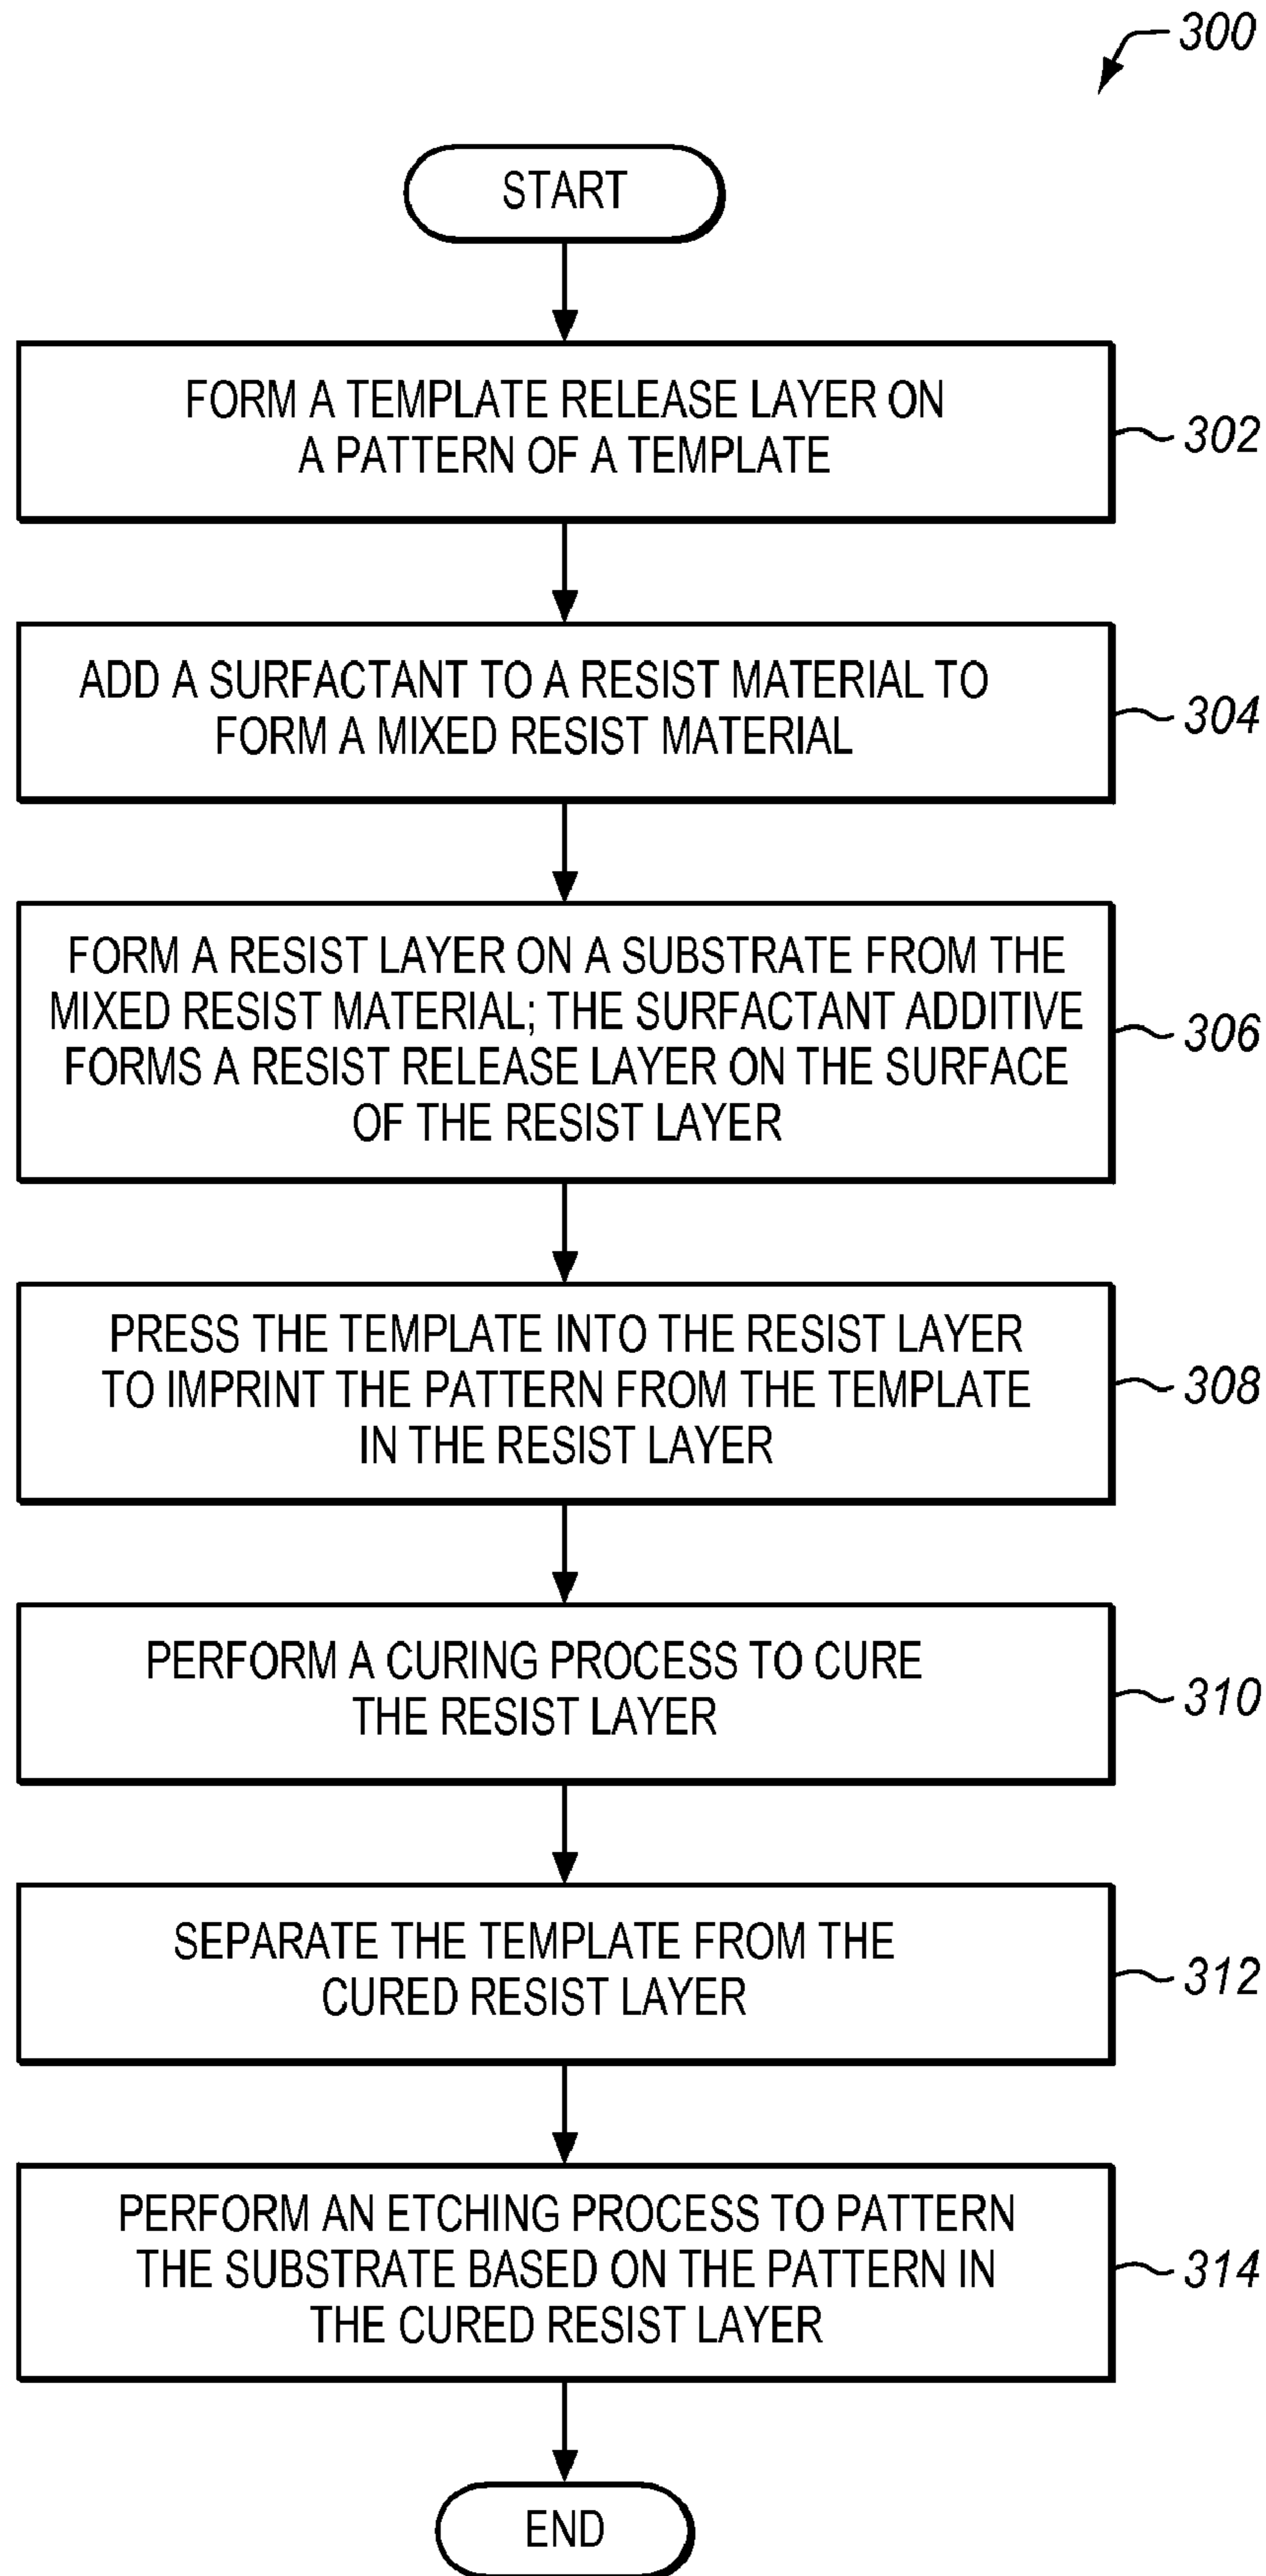 300
START
FORM A TEMPLATE RELEASE LAYER ON
A PATTERN OF A TEMPLATE
302
ADD A SURFACTANT TO A RESIST MATERIAL TO
FORM A MIXED RESIST MATERIAL
304
FORM A RESIST LAYER ON A SUBSTRATE FROM THE
MIXED RESIST MATERIAL; THE SURFACTANT ADDITIVE
FORMS A RESIST RELEASE LAYER ON THE SURFACE
OF THE RESIST LAYER
306
PRESS THE TEMPLATE INTO THE RESIST LAYER
TO IMPRINT THE PATTERN FROM THE TEMPLATE
IN THE RESIST LAYER
308
PERFORM A CURING PROCESS TO CURE
THE RESIST LAYER
310
SEPARATE THE TEMPLATE FROM THE
CURED RESIST LAYER
312
PERFORM AN ETCHING PROCESS TO PATTERN
THE SUBSTRATE BASED ON THE PATTERN IN
THE CURED RESIST LAYER
314
END